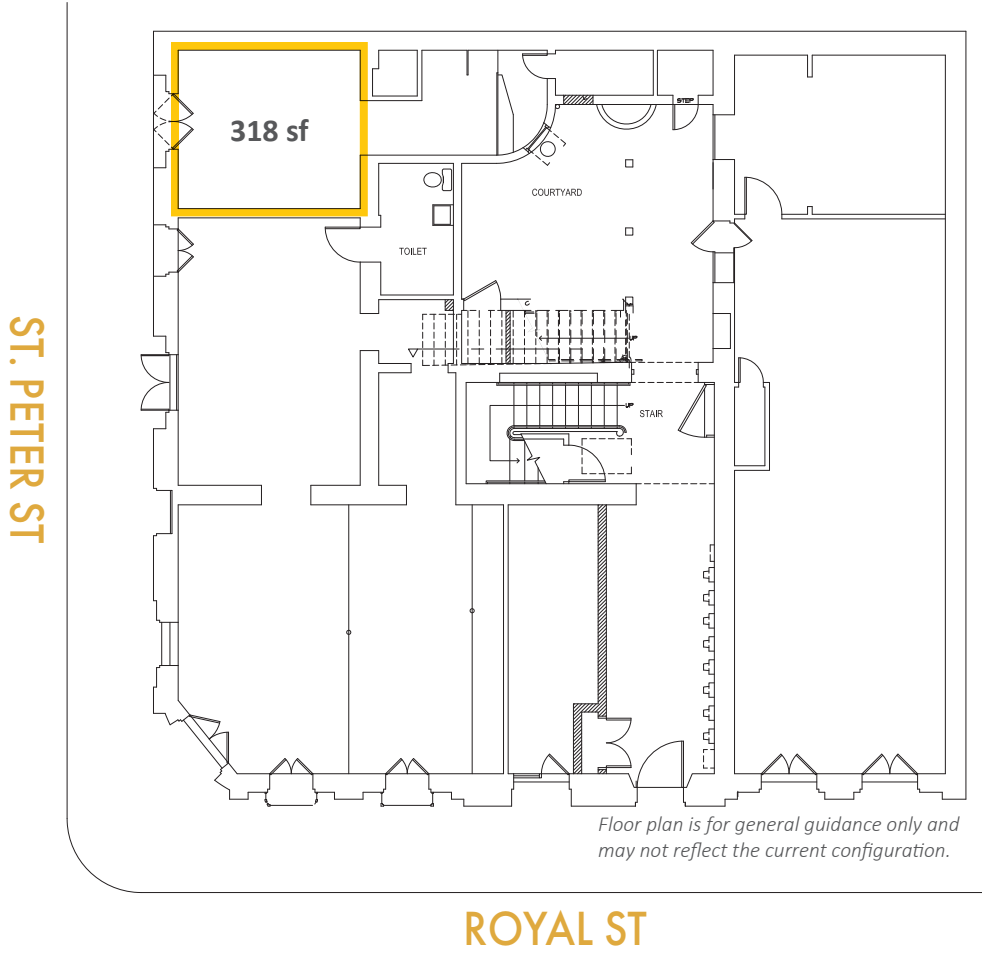 318 sf
STEP
COURTYARD
TOILET
UP
UP
STAIR
ST. PETER ST
Floor plan is for general guidance only and
may not reflect the current configuration.
ROYAL ST